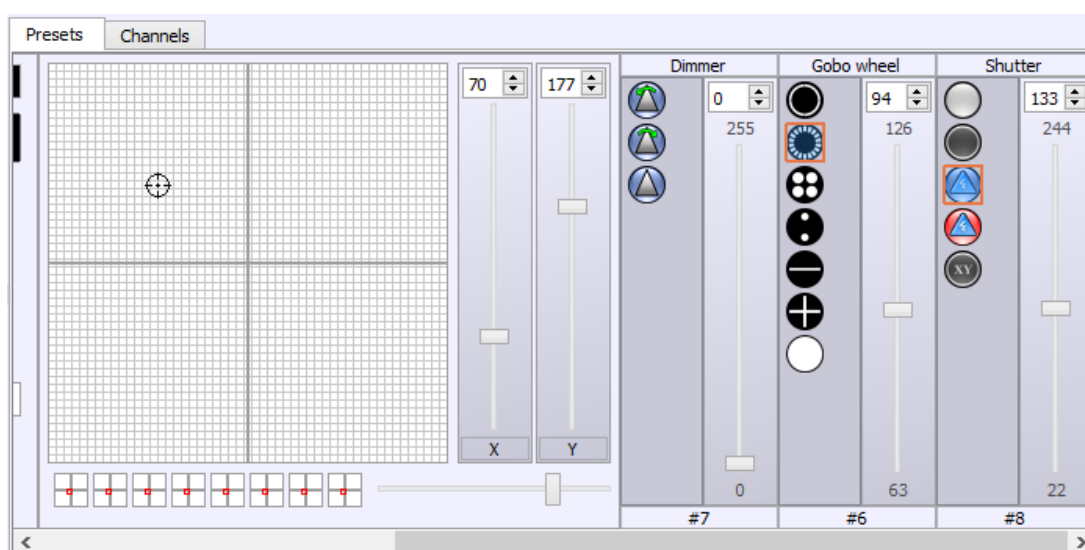 Presets Channels
Dimmer Gobo wheel Shutter
70 177 0 94 133
255 126 244
XY
X Y
0 63 22
#7 #6 #8